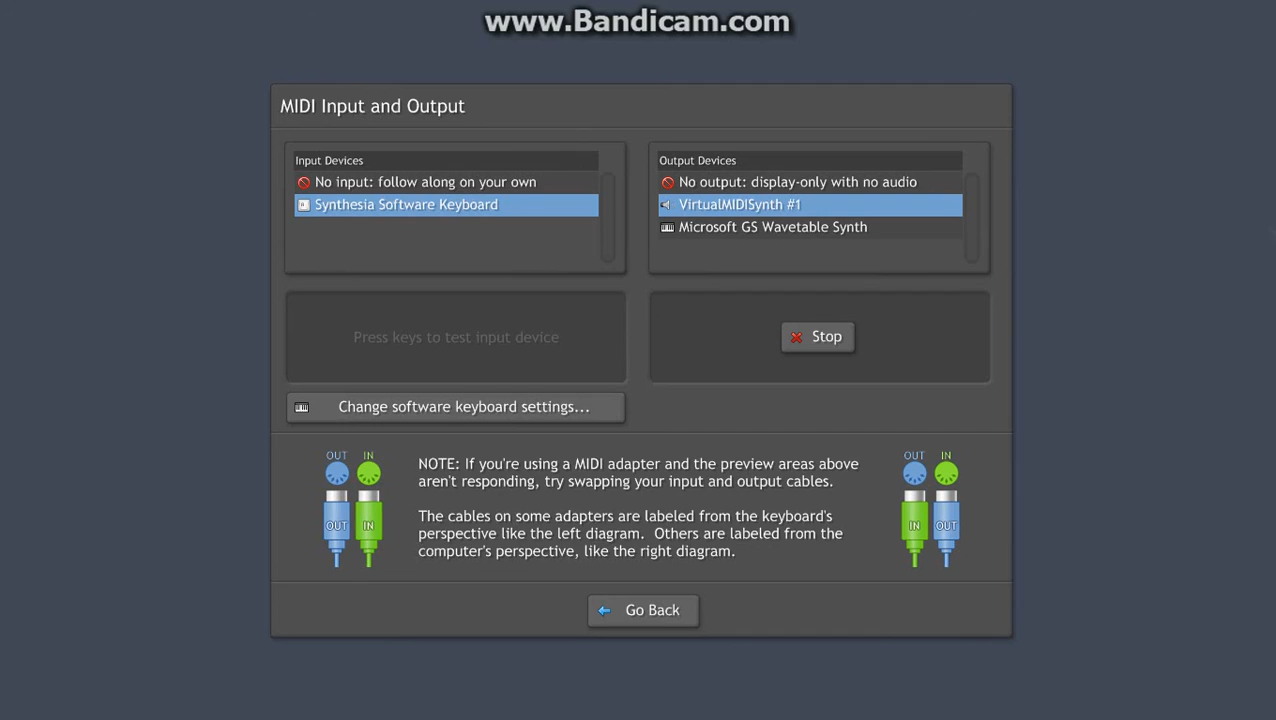 www.Bandicam.com
MIDI Input and Output
Input Devices
No input: follow along on your own
Synthesia Software Keyboard
Output Devices
No output: display-only with no audio
VirtualMIDISynth #1
Microsoft GS Wavetable Synth
Press keys to test input device
Stop
Change software keyboard settings...
OUT IN
OUT IN
NOTE: If you're using a MIDI adapter and the preview areas above
aren't responding, try swapping your input and output cables.
The cables on some adapters are labeled from the keyboard's
perspective like the left diagram. Others are labeled from the
computer's perspective, like the right diagram.
OUT IN
IN OUT
Go Back